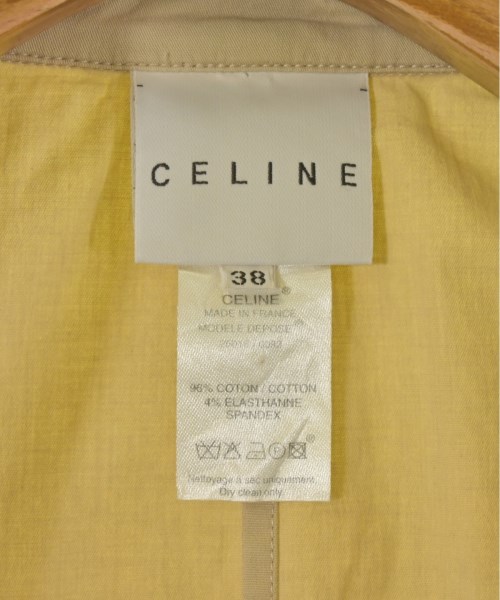 CELINE
38
CELINE®
MADE IN FRANCE
MODELE DEPOSE®
96% COTON / COTTON
4% ELASTHANNE
SPANDEX
Nettoyage à sec uniquement.
Dry clean only.